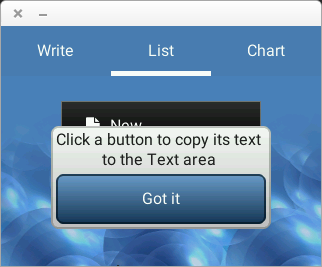 Write List Chart
New
Click a button to copy its text
to the Text area
Got it